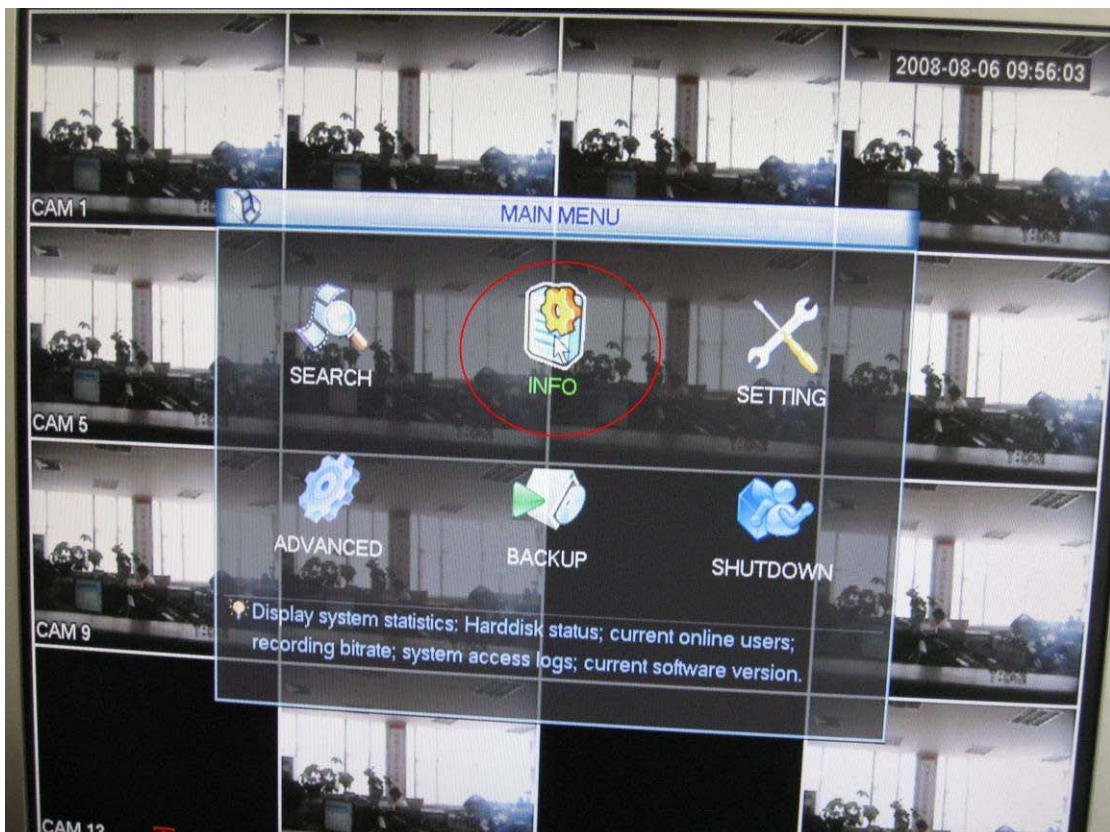 2008-08-06 09:56:03
CAM 1
MAIN MENU
SEARCH
INFO
SETTING
CAM 5
ADVANCED
BACKUP
SHUTDOWN
Display system statistics: Harddisk status; current online users;
recording bitrate; system access logs; current software version.
CAM 9
CAM 13